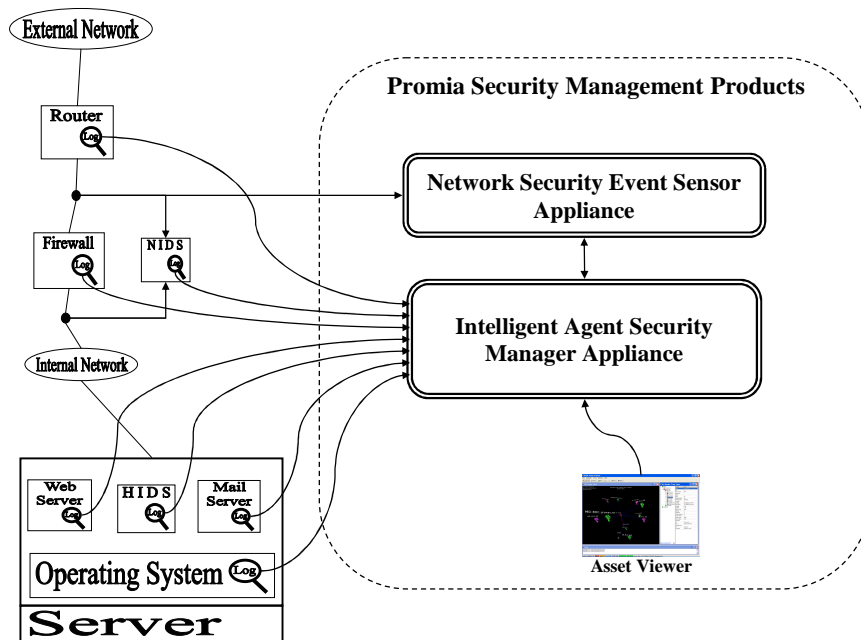 External Network
Promia Security Management Products
Router
Log
Network Security Event Sensor
Appliance
Firewall
Log
NIDS
Log
Intelligent Agent Security
Manager Appliance
Internal Network
Web
Server
Log
HIDS
Log
Mail
Server
Log
Operating System
Log
Asset Viewer
Server